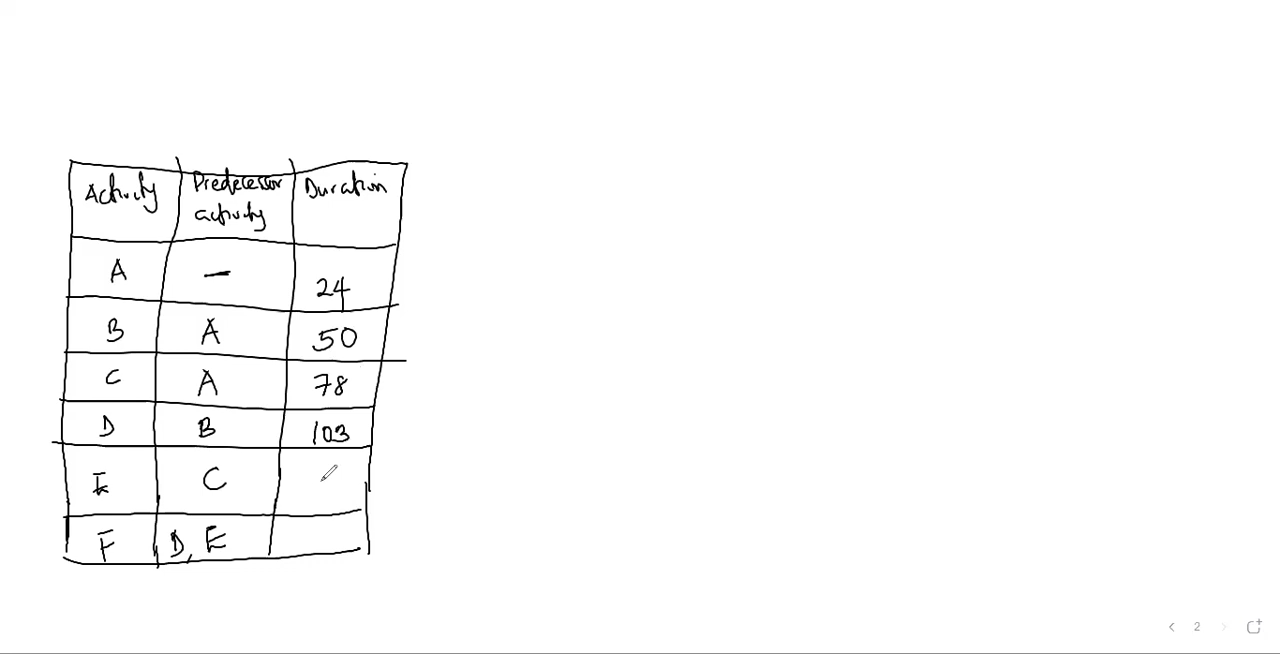 Activity Predecessor activity Duration
A – 24
B A 50
C A 78
D B 103
E C
F D, E
2